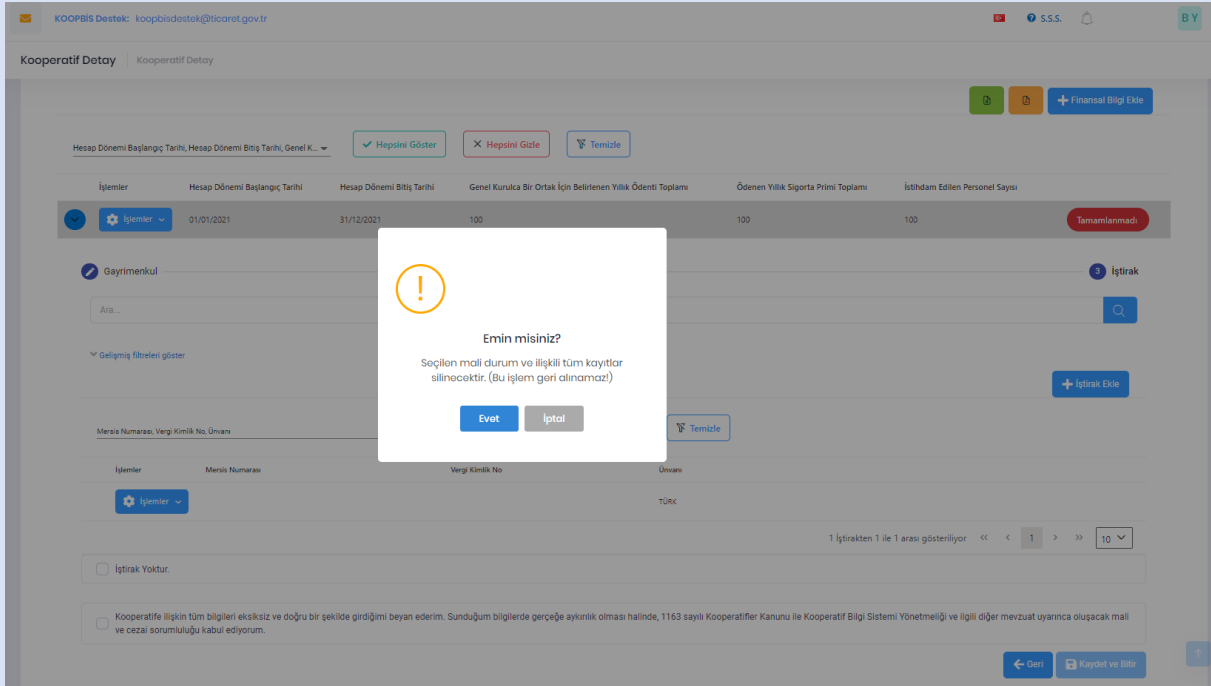 KOOPBİS Destek: koopbisdestek@ticaret.gov.tr
S.S.S.
B Y
Kooperatif Detay Kooperatif Detay
Finansal Bilgi Ekle
Hesap Dönemi Başlangıç Tarihi, Hesap Dönemi Bitiş Tarihi, Genel K...
Hepsini Göster
Hepsini Gizle
Temizle
İşlemler Hesap Dönemi Başlangıç Tarihi Hesap Dönemi Bitiş Tarihi Genel Kurulca Bir Ortak İçin Belirlenen Yıllık Ödenti Toplamı Ödenen Yıllık Sigorta Primi Toplamı İstihdam Edilen Personel Sayısı
İşlemler 01/01/2021 31/12/2021 100 100 100 Tamamlanmadı
Gayrimenkul
3 İştirak
Ara...
!
Emin misiniz?
Seçilen mali durum ve ilişkili tüm kayıtlar
silinecektir. (Bu işlem geri alınamaz!)
Evet İptal
Gelişmiş filtreleri göster
İştirak Ekle
Mersis Numarası, Vergi Kimlik No, Ünvanı
Temizle
İşlemler Mersis Numarası Vergi Kimlik No Ünvanı
İşlemler TÜRK
1 İştirakten 1 ile 1 arası gösteriliyor « ‹ 1 › » 10
İştirak Yoktur.
Kooperatife ilişkin tüm bilgileri eksiksiz ve doğru bir şekilde girdiğimi beyan ederim. Sunduğum bilgilerde gerçeğe aykırılık olması halinde, 1163 sayılı Kooperatifler Kanunu ile Kooperatif Bilgi Sistemi Yönetmeliği ve ilgili diğer mevzuat uyarınca oluşacak mali
ve cezai sorumluluğu kabul ediyorum.
Geri Kaydet ve Bitir